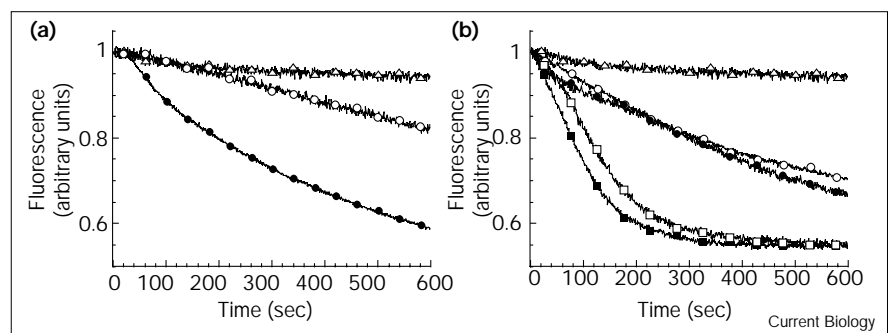 (a)
(b)
1
0.8
0.6
Fluorescence
(arbitrary units)
0 100 200 300 400 500 600
Time (sec)
1
0.8
0.6
Fluorescence
(arbitrary units)
0 100 200 300 400 500 600
Time (sec)
Current Biology